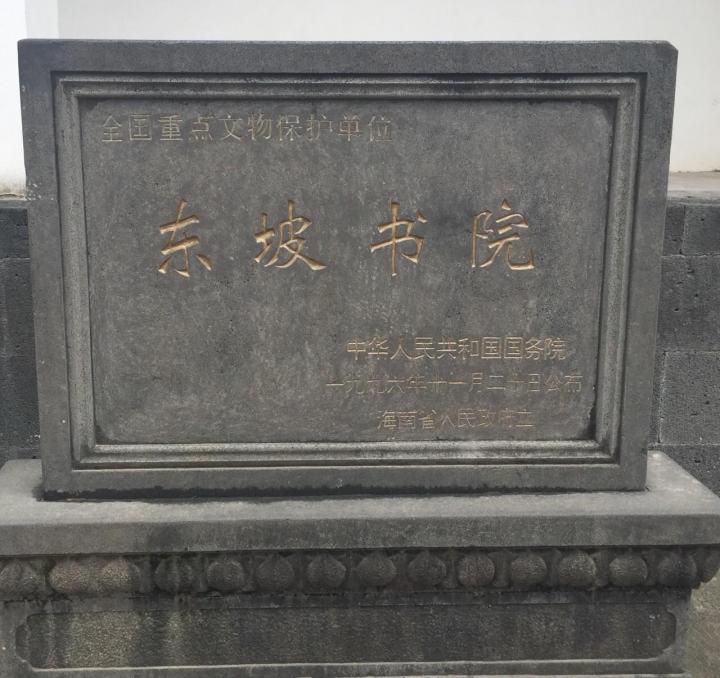 全国重点文物保护单位
东坡书院
中华人民共和国国务院
一九九六年十一月二十日公布
海南省人民政府立